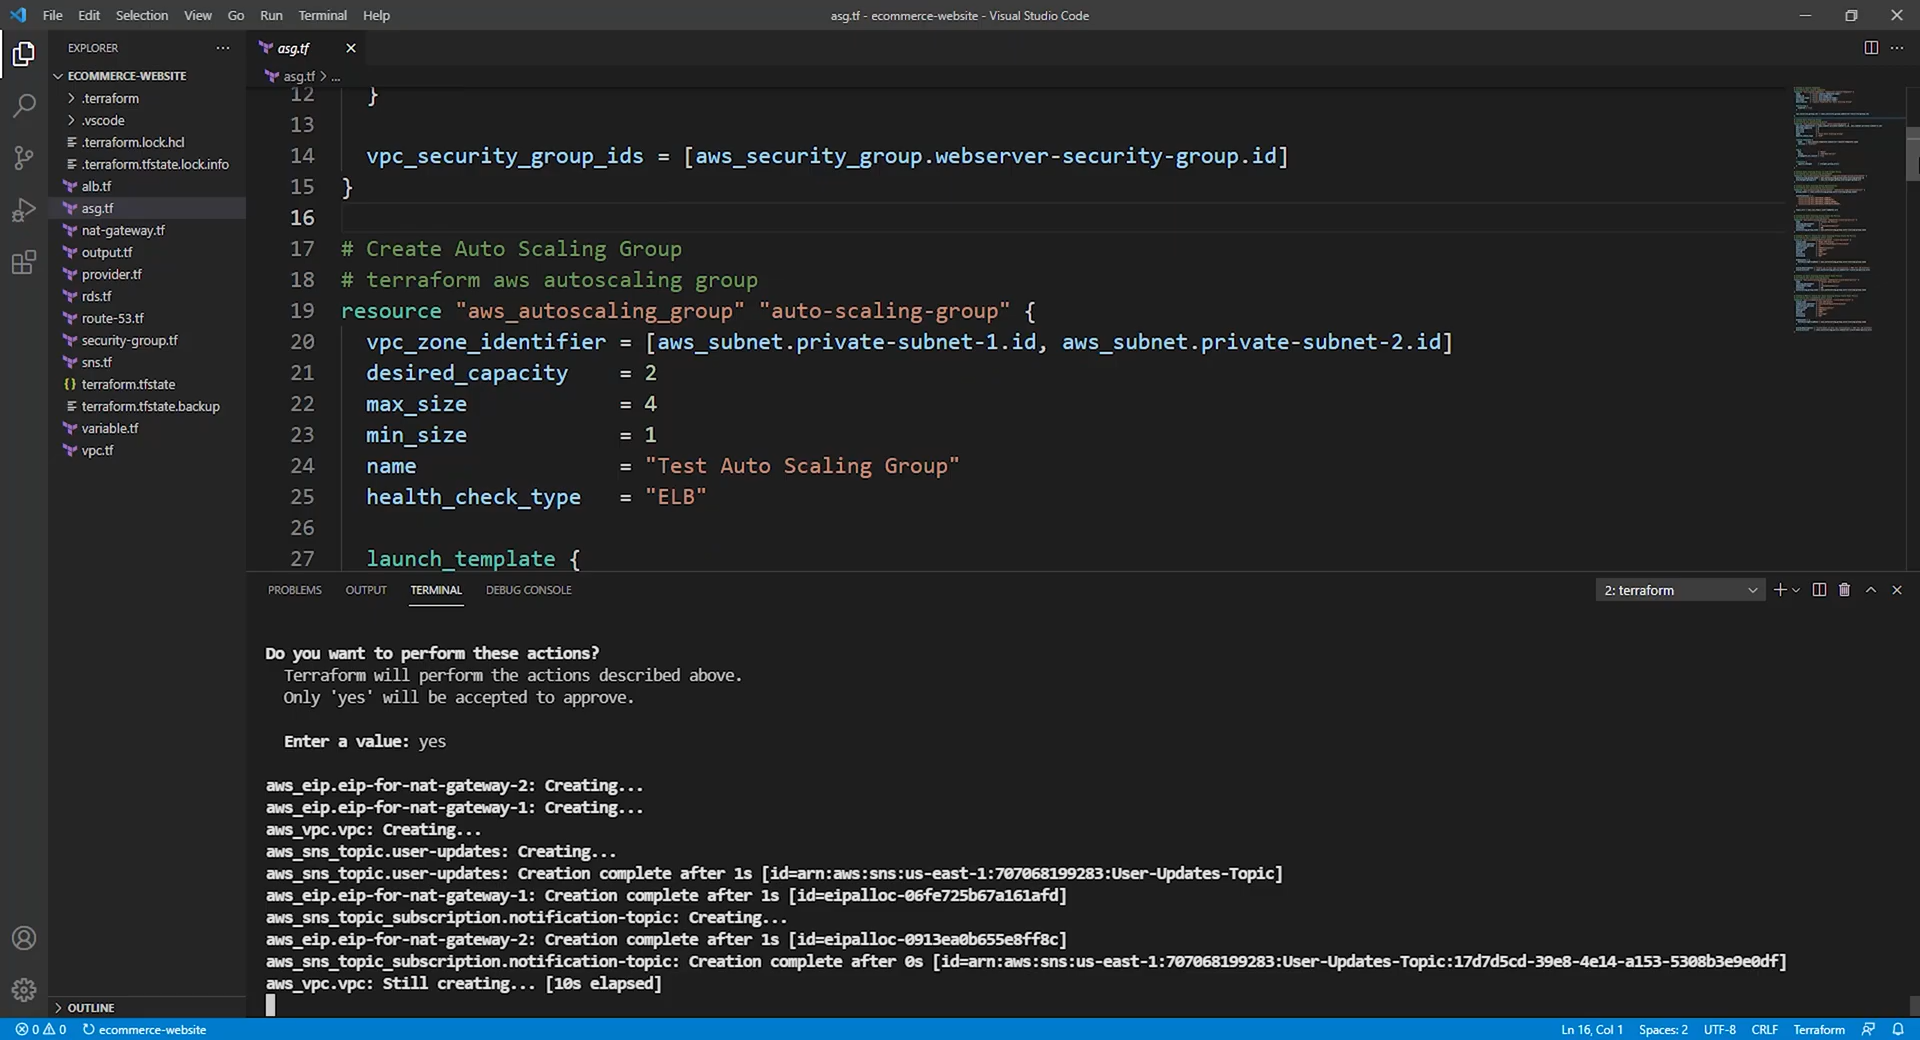 File Edit Selection View Go Run Terminal Help
asg.tf - ecommerce-website - Visual Studio Code
EXPLORER
ECOMMERCE-WEBSITE
.terraform
.vscode
.terraform.lock.hcl
.terraform.tfstate.lock.info
alb.tf
asg.tf
nat-gateway.tf
output.tf
provider.tf
rds.tf
route-53.tf
security-group.tf
sns.tf
terraform.tfstate
terraform.tfstate.backup
variable.tf
vpc.tf
OUTLINE
asg.tf
asg.tf > ...
12 }
13
14 vpc_security_group_ids = [aws_security_group.webserver-security-group.id]
15 }
16
17 # Create Auto Scaling Group
18 # terraform aws autoscaling group
19 resource "aws_autoscaling_group" "auto-scaling-group" {
20 vpc_zone_identifier = [aws_subnet.private-subnet-1.id, aws_subnet.private-subnet-2.id]
21 desired_capacity = 2
22 max_size = 4
23 min_size = 1
24 name = "Test Auto Scaling Group"
25 health_check_type = "ELB"
26
27 launch_template {
PROBLEMS OUTPUT TERMINAL DEBUG CONSOLE
2: terraform
Do you want to perform these actions?
Terraform will perform the actions described above.
Only 'yes' will be accepted to approve.
Enter a value: yes
aws_eip.eip-for-nat-gateway-2: Creating...
aws_eip.eip-for-nat-gateway-1: Creating...
aws_vpc.vpc: Creating...
aws_sns_topic.user-updates: Creating...
aws_sns_topic.user-updates: Creation complete after 1s [id=arn:aws:sns:us-east-1:707068199283:User-Updates-Topic]
aws_eip.eip-for-nat-gateway-1: Creation complete after 1s [id=eipalloc-06fe725b67a161afd]
aws_sns_topic_subscription.notification-topic: Creating...
aws_eip.eip-for-nat-gateway-2: Creation complete after 1s [id=eipalloc-0913ea0b655e8ff8c]
aws_sns_topic_subscription.notification-topic: Creation complete after 0s [id=arn:aws:sns:us-east-1:707068199283:User-Updates-Topic:17d7d5cd-39e8-4e14-a153-5308b3e9e0df]
aws_vpc.vpc: Still creating... [10s elapsed]
0 0 ecommerce-website
Ln 16, Col 1 Spaces: 2 UTF-8 CRLF Terraform